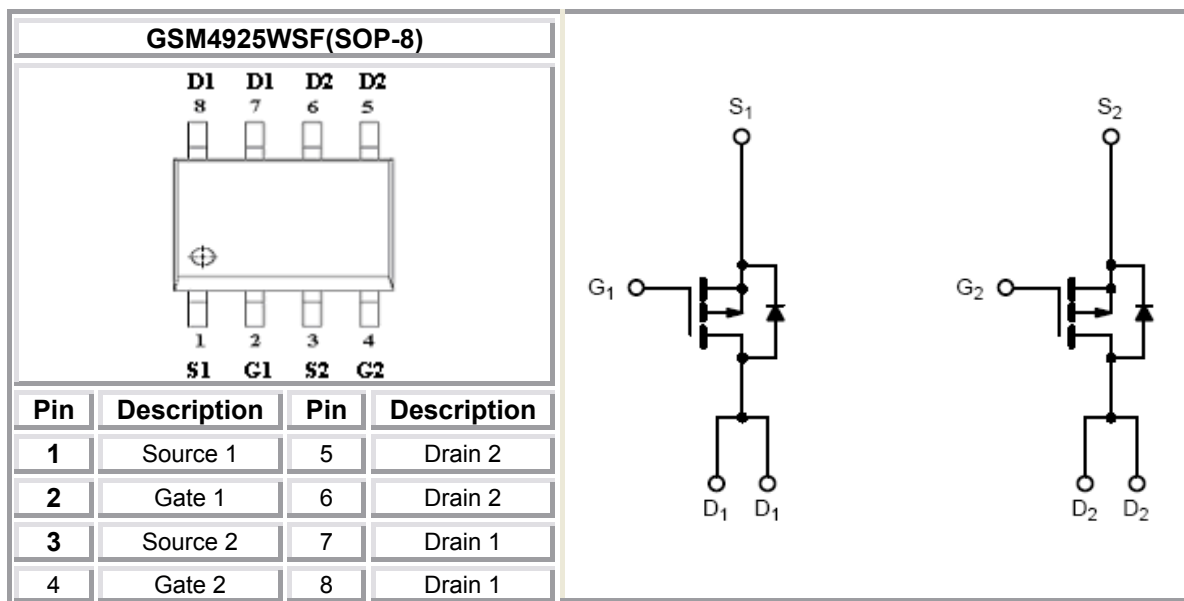 GSM4925WSF(SOP-8)
D1 D1 D2 D2
8 7 6 5
1 2 3 4
S1 G1 S2 G2
Pin Description Pin Description
1 Source 1 5 Drain 2
2 Gate 1 6 Drain 2
3 Source 2 7 Drain 1
4 Gate 2 8 Drain 1
S1 S2
G1 G2
D1 D1 D2 D2